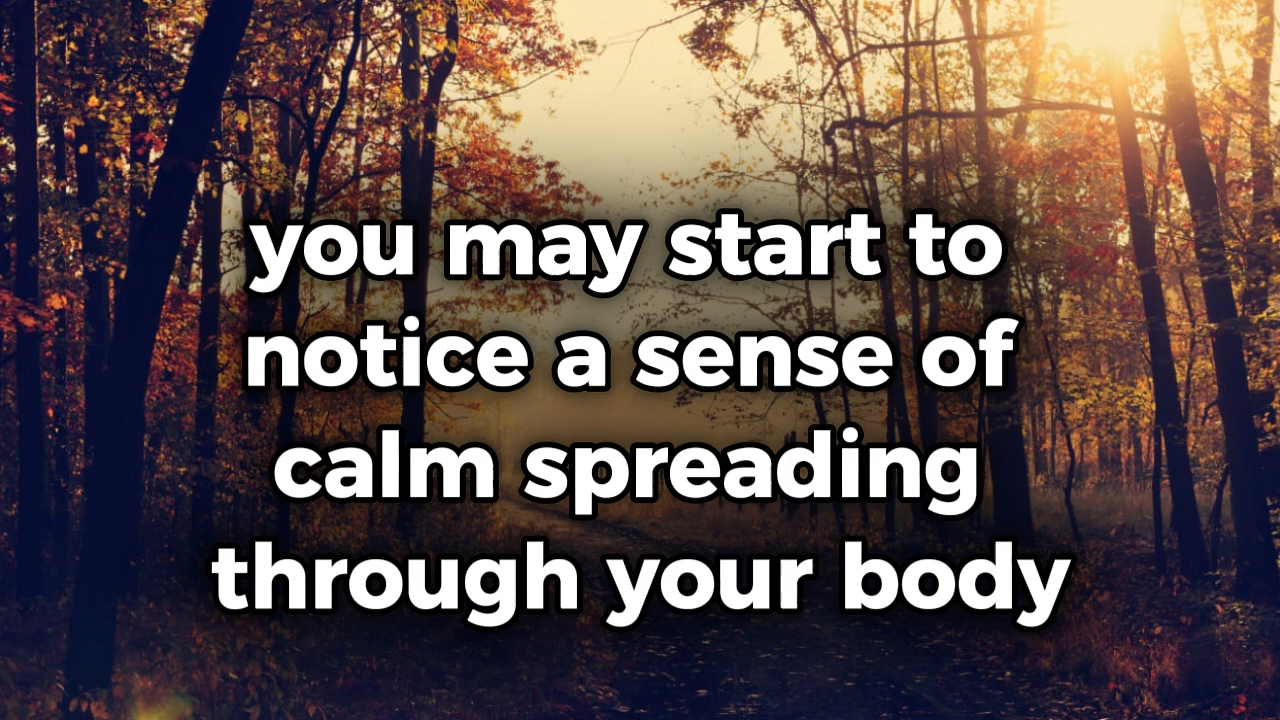 you may start to
notice a sense of
calm spreading
through your body